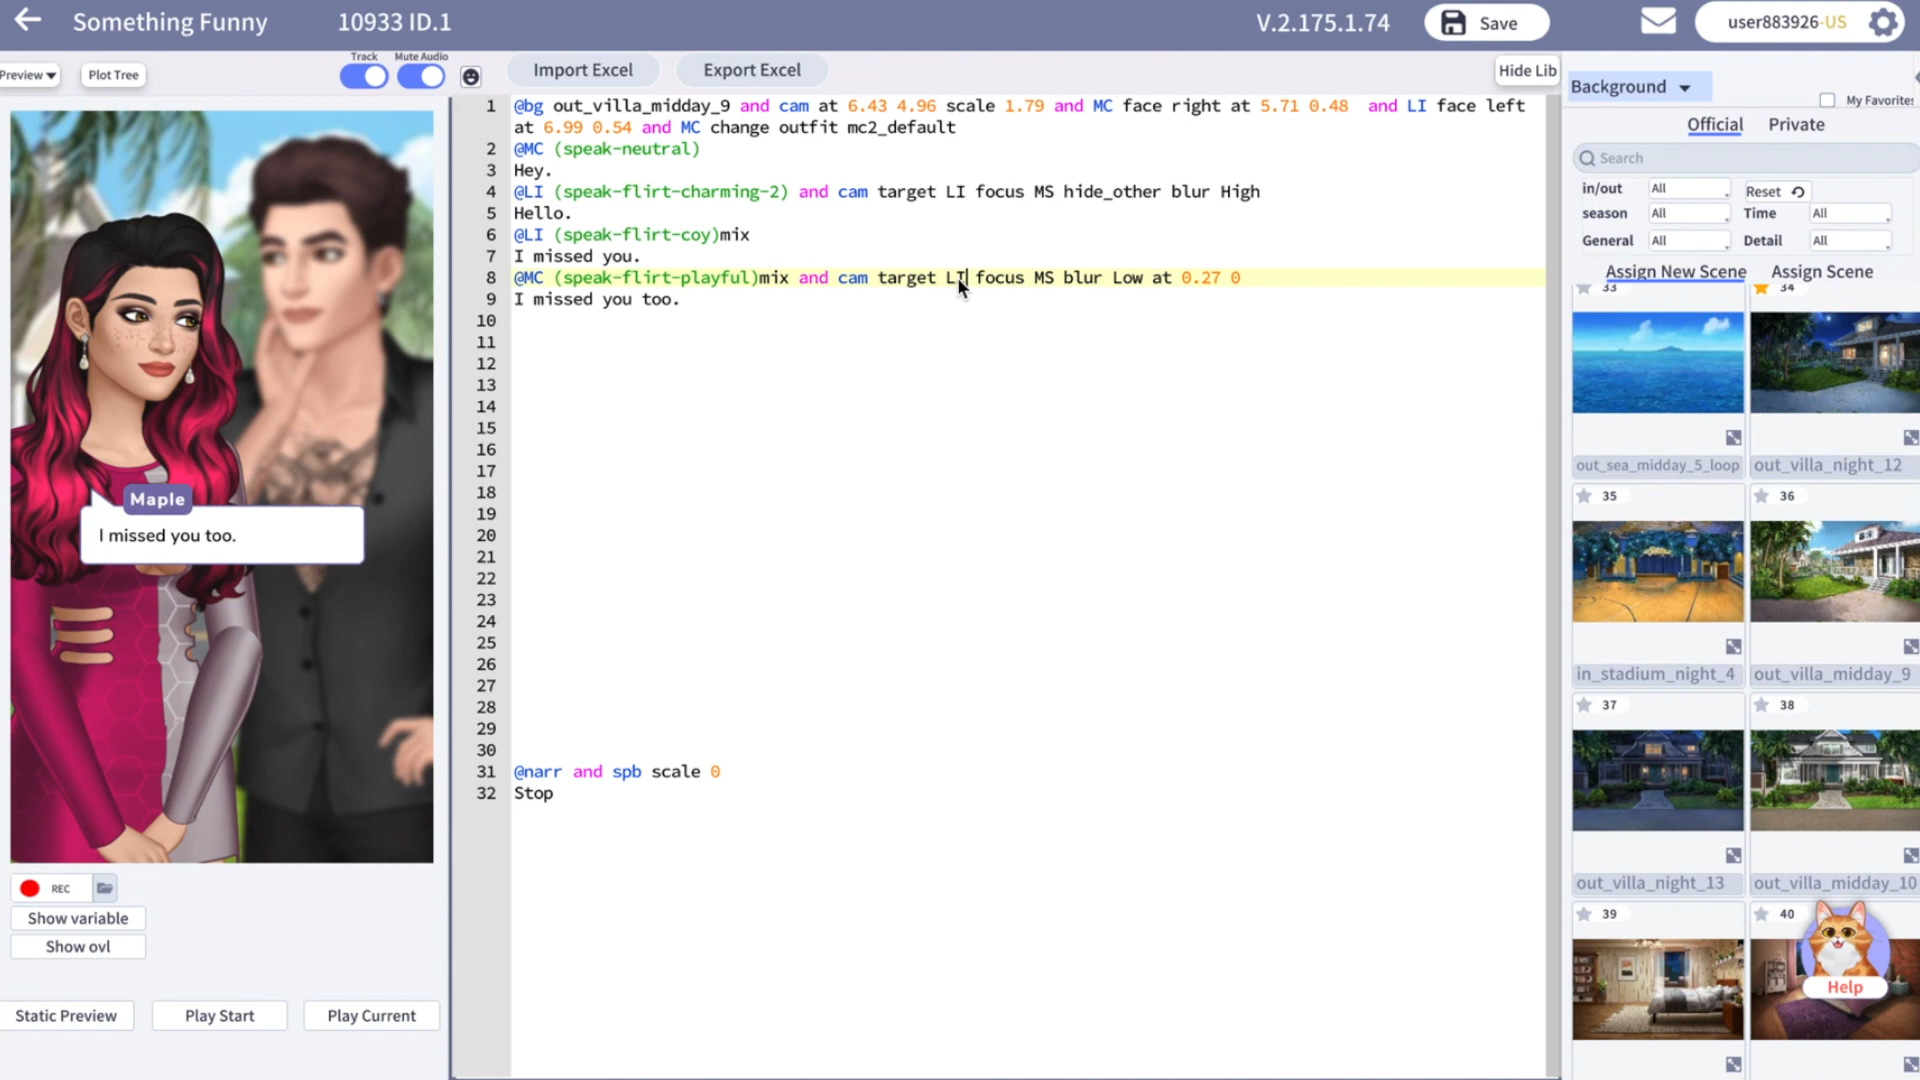 Something Funny 10933 ID.1 V.2.175.1.74 Save user883926-US
Preview Plot Tree Track Mute Audio Import Excel Export Excel Hide Lib
1 @bg out_villa_midday_9 and cam at 6.43 4.96 scale 1.79 and MC face right at 5.71 0.48 and LI face left
at 6.99 0.54 and MC change outfit mc2_default
2 @MC (speak-neutral)
3 Hey.
4 @LI (speak-flirt-charming-2) and cam target LI focus MS hide_other blur High
5 Hello.
6 @LI (speak-flirt-coy)mix
7 I missed you.
8 @MC (speak-flirt-playful)mix and cam target LI focus MS blur Low at 0.27 0
9 I missed you too.
10
11
12
13
14
15
16
17
18
19
20
21
22
23
24
25
26
27
28
29
30
31 @narr and spb scale 0
32 Stop
Maple
I missed you too.
REC
Show variable
Show ovl
Static Preview Play Start Play Current
Background
My Favorites
Official Private
Search
in/out All Reset
season All Time All
General All Detail All
Assign New Scene Assign Scene
33 34
out_sea_midday_5_loop out_villa_night_12
35 36
in_stadium_night_4 out_villa_midday_9
37 38
out_villa_night_13 out_villa_midday_10
39 40
Help